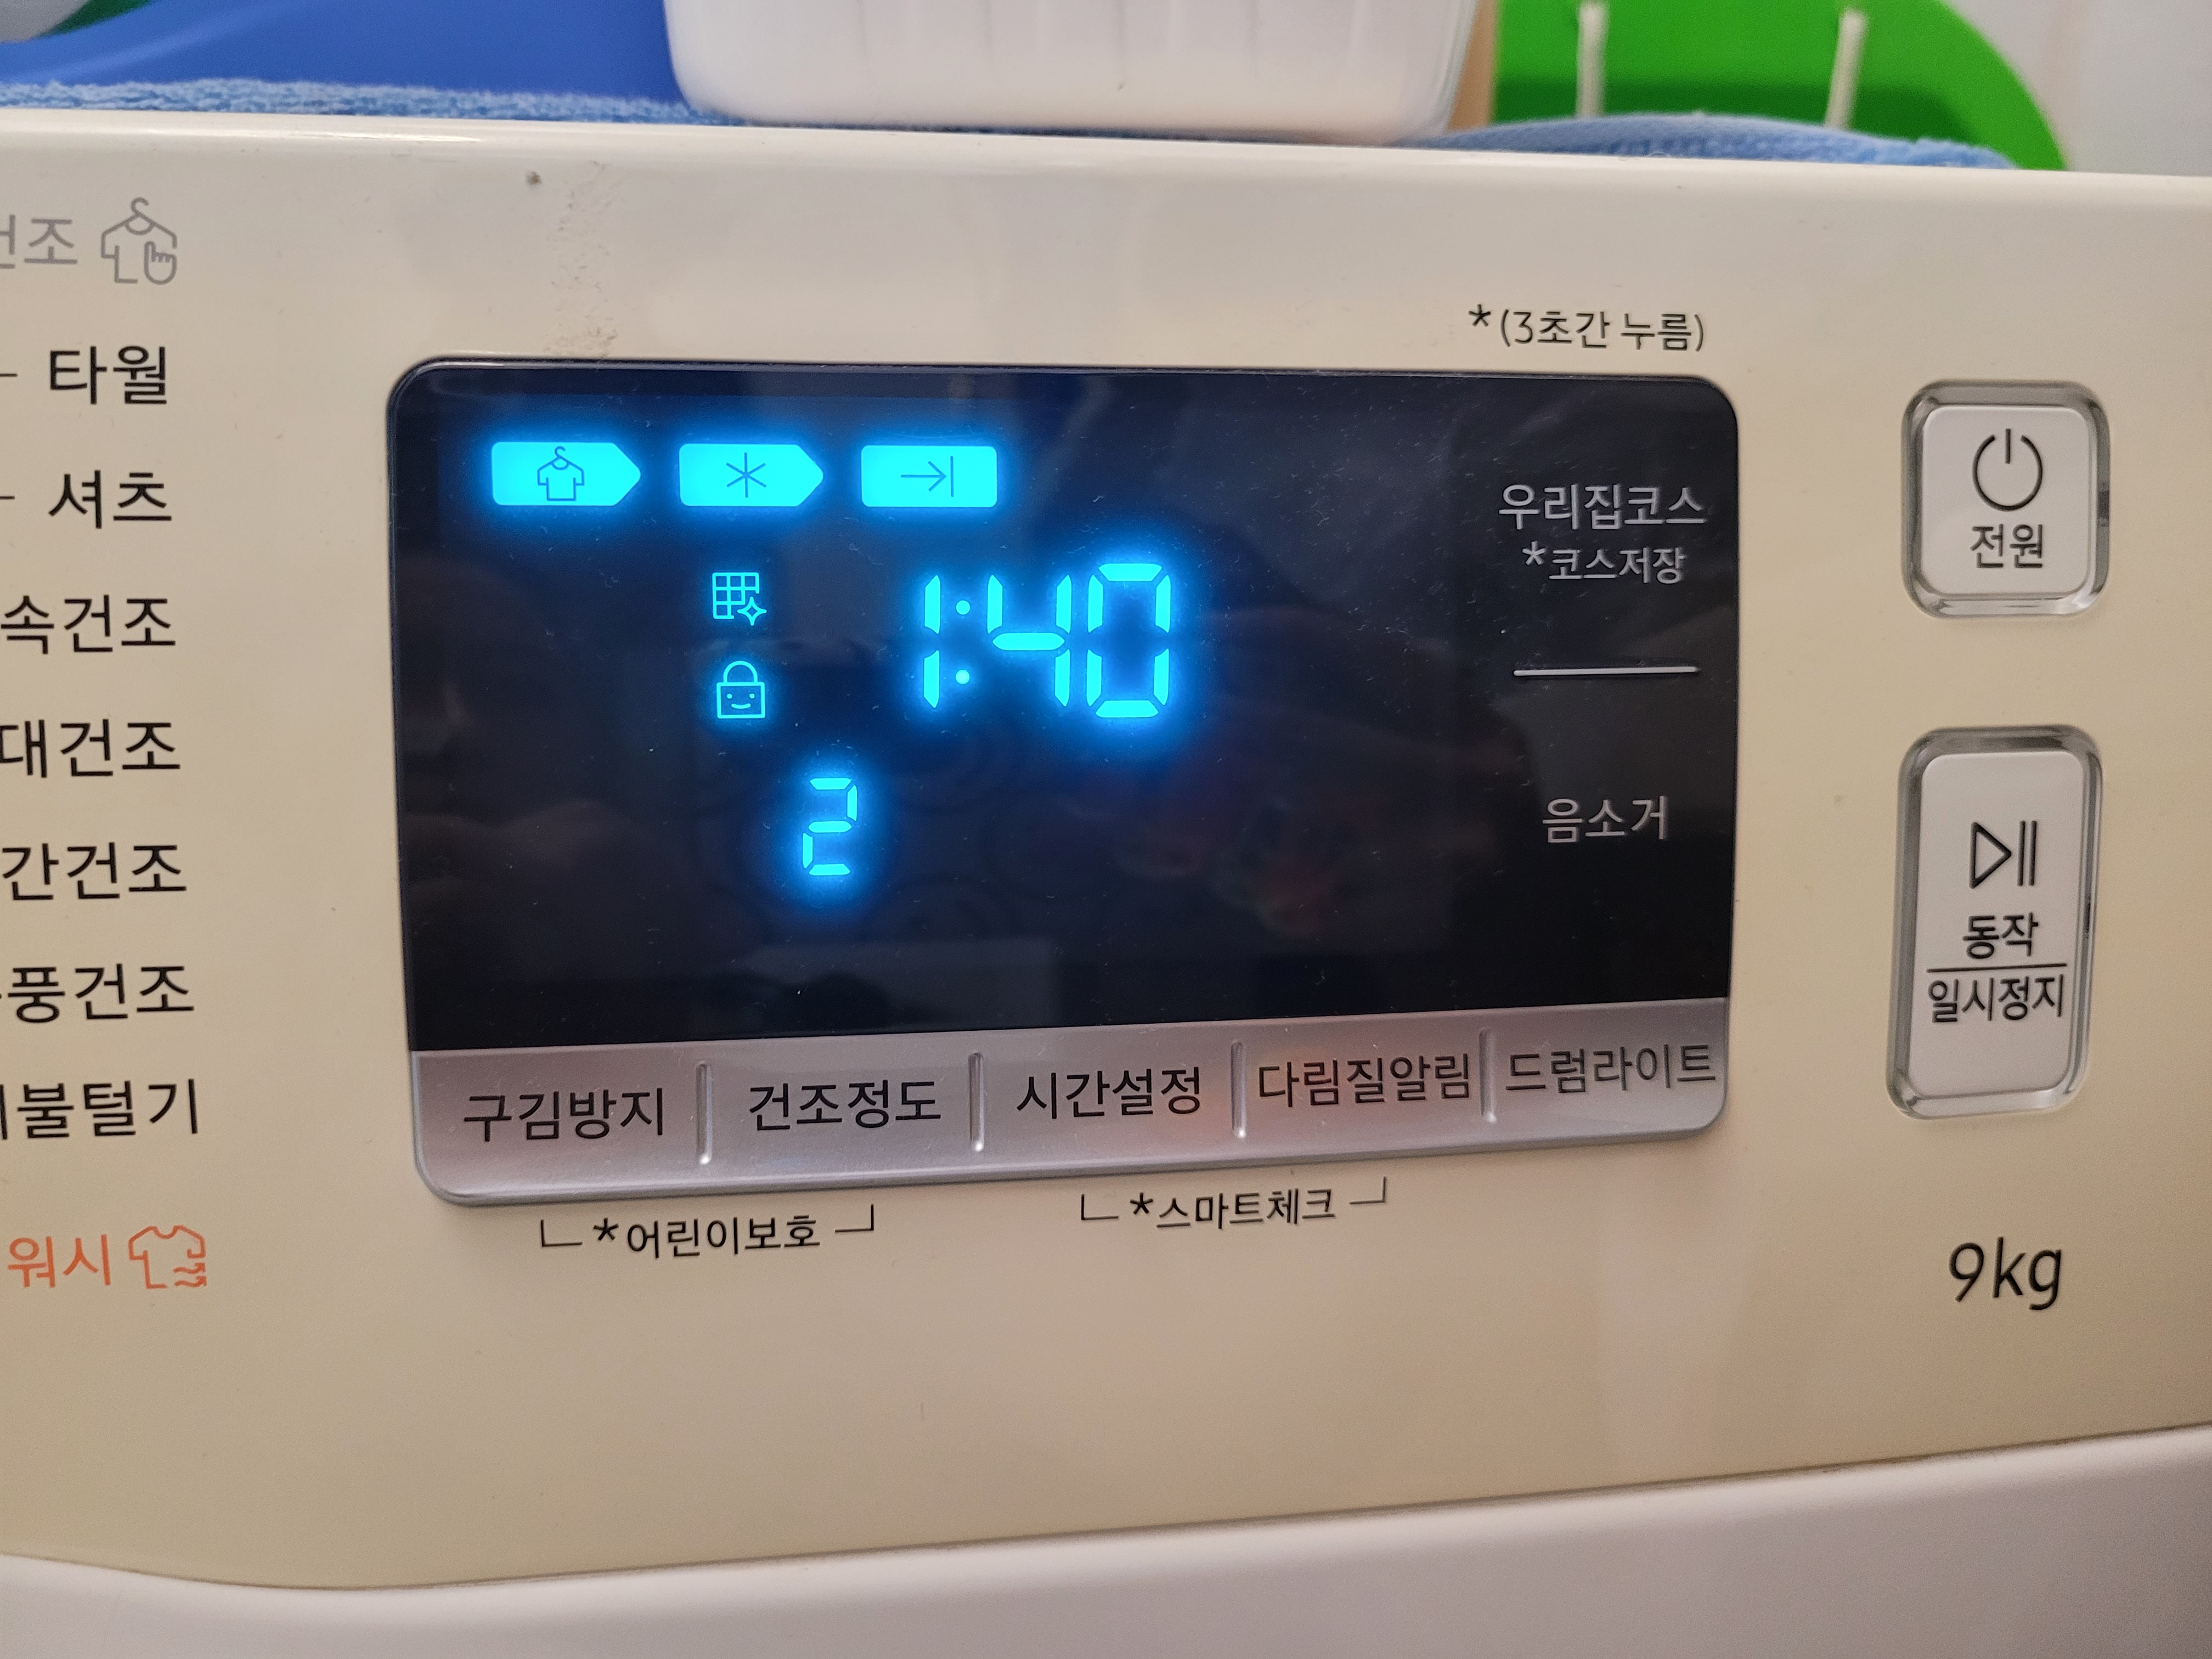 건조
타월
셔츠
속건조
대건조
간건조
풍건조
불털기
워시
*(3초간 누름)
1:40
2
우리집코스
*코스저장
음소거
구김방지
건조정도
시간설정
다림질알림
드럼라이트
*어린이보호
*스마트체크
전원
동작
일시정지
9kg